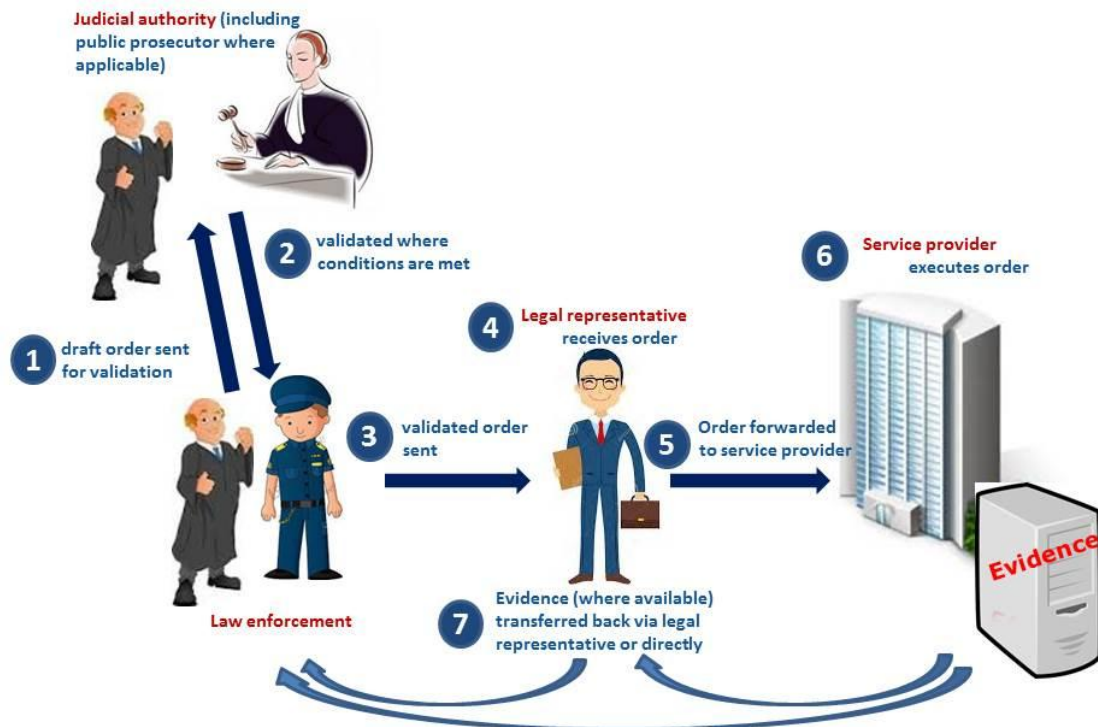 Judicial authority (including
public prosecutor where
applicable)
2
validated where
conditions are met
1
draft order sent
for validation
3
validated order
sent
Law enforcement
4
Legal representative
receives order
5
Order forwarded
to service provider
6
Service provider
executes order
Evidence
7
Evidence (where available)
transferred back via legal
representative or directly